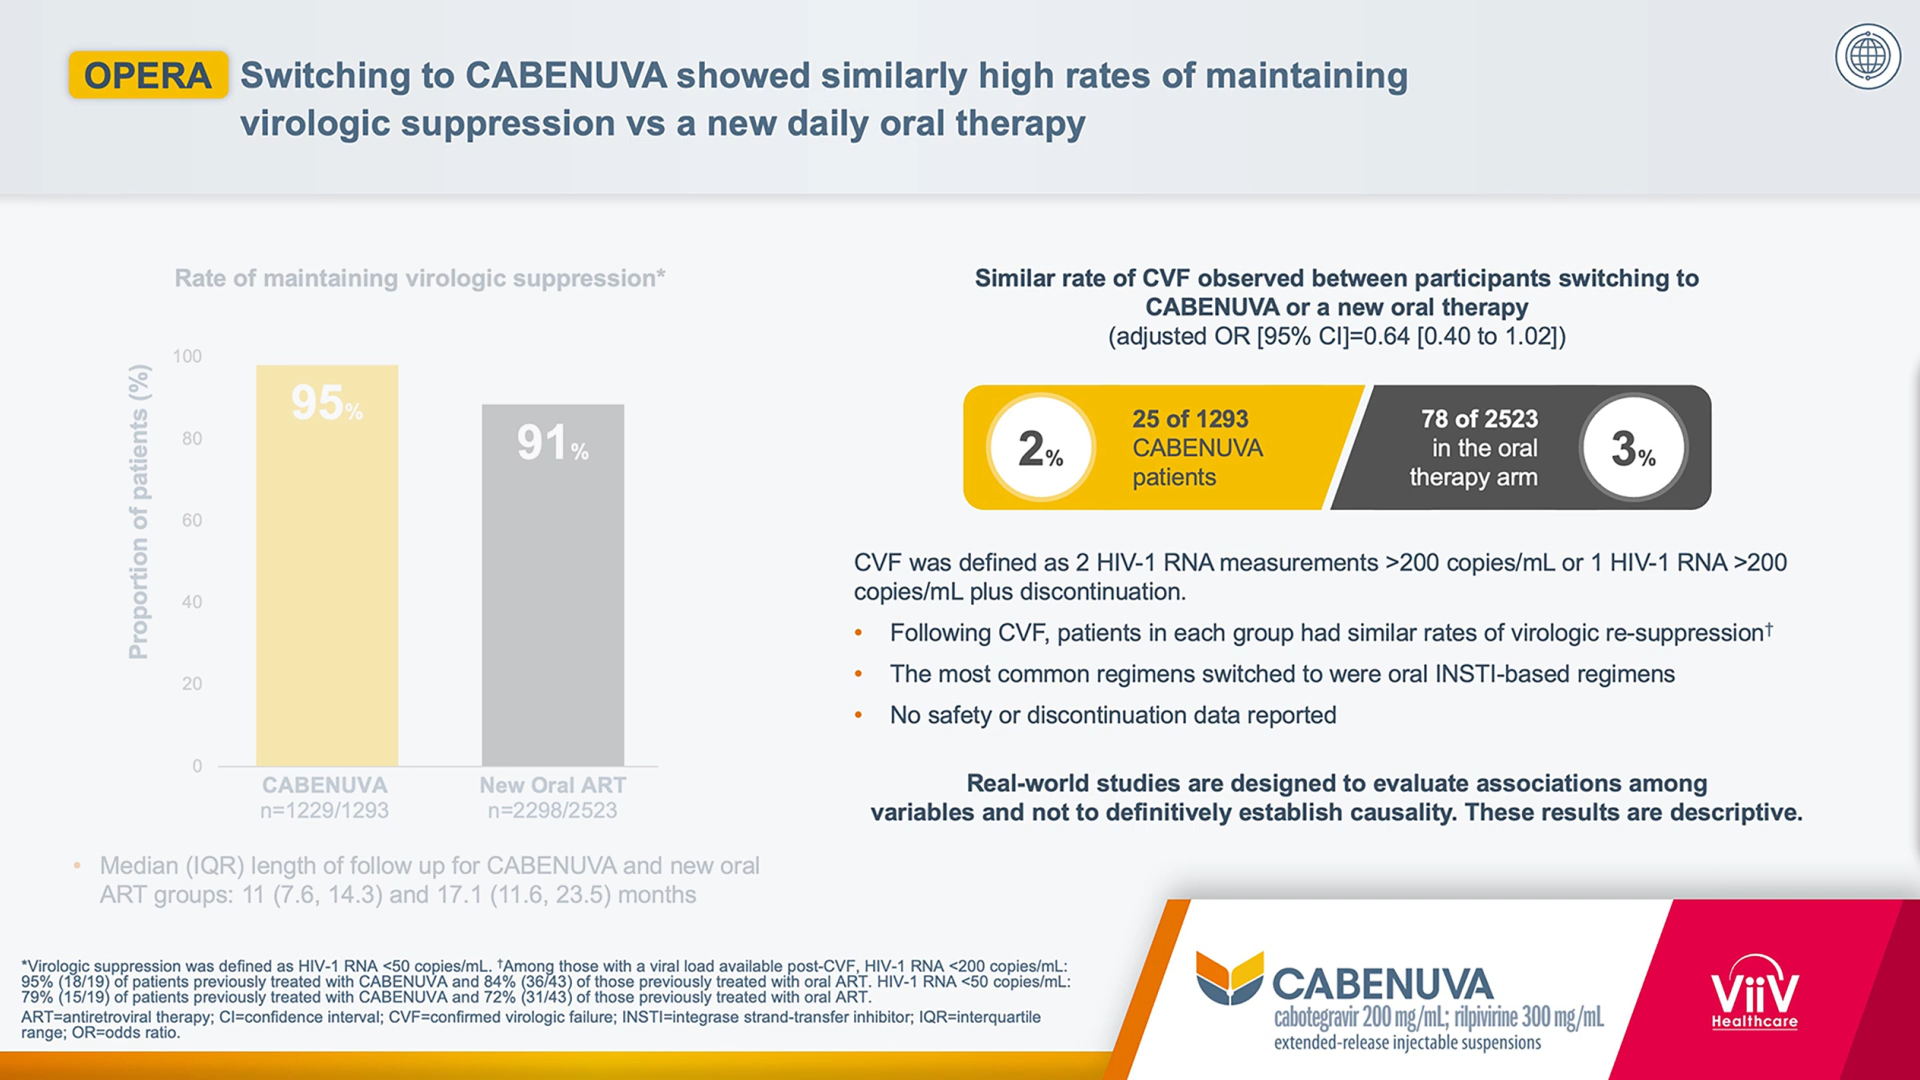 OPERA Switching to CABENUVA showed similarly high rates of maintaining
virologic suppression vs a new daily oral therapy
Rate of maintaining virologic suppression*
Proportion of patients (%)
100
80
60
40
20
0
95%
91%
CABENUVA
n=1229/1293
New Oral ART
n=2298/2523
• Median (IQR) length of follow up for CABENUVA and new oral
ART groups: 11 (7.6, 14.3) and 17.1 (11.6, 23.5) months
Similar rate of CVF observed between participants switching to
CABENUVA or a new oral therapy
(adjusted OR [95% CI]=0.64 [0.40 to 1.02])
2%
25 of 1293
CABENUVA
patients
78 of 2523
in the oral
therapy arm
3%
CVF was defined as 2 HIV-1 RNA measurements >200 copies/mL or 1 HIV-1 RNA >200
copies/mL plus discontinuation.
• Following CVF, patients in each group had similar rates of virologic re-suppression†
• The most common regimens switched to were oral INSTI-based regimens
• No safety or discontinuation data reported
Real-world studies are designed to evaluate associations among
variables and not to definitively establish causality. These results are descriptive.
*Virologic suppression was defined as HIV-1 RNA <50 copies/mL. †Among those with a viral load available post-CVF, HIV-1 RNA <200 copies/mL:
95% (18/19) of patients previously treated with CABENUVA and 84% (36/43) of those previously treated with oral ART. HIV-1 RNA <50 copies/mL:
79% (15/19) of patients previously treated with CABENUVA and 72% (31/43) of those previously treated with oral ART.
ART=antiretroviral therapy; CI=confidence interval; CVF=confirmed virologic failure; INSTI=integrase strand-transfer inhibitor; IQR=interquartile
range; OR=odds ratio.
CABENUVA
cabotegravir 200 mg/mL; rilpivirine 300 mg/mL
extended-release injectable suspensions
ViiV
Healthcare